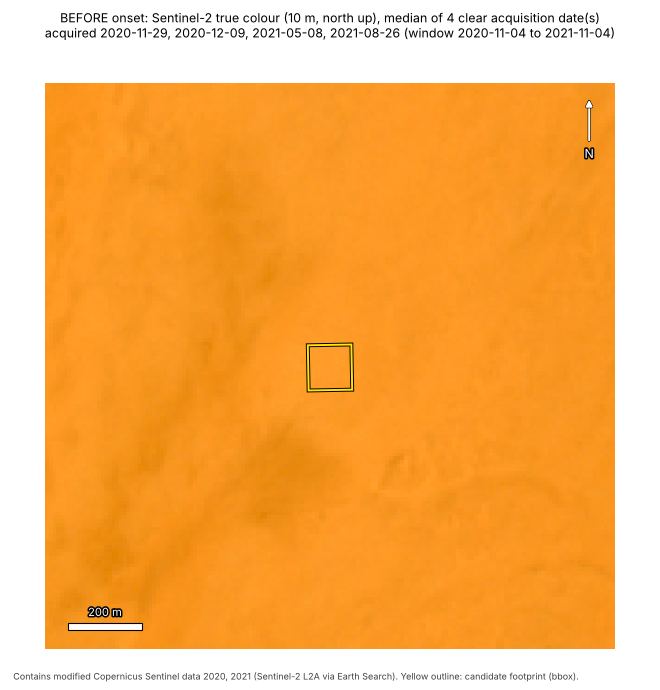 BEFORE onset: Sentinel-2 true colour (10 m, north up), median of 4 clear acquisition date(s)
acquired 2020-11-29, 2020-12-09, 2021-05-08, 2021-08-26 (window 2020-11-04 to 2021-11-04)
N
200 m
Contains modified Copernicus Sentinel data 2020, 2021 (Sentinel-2 L2A via Earth Search). Yellow outline: candidate footprint (bbox).